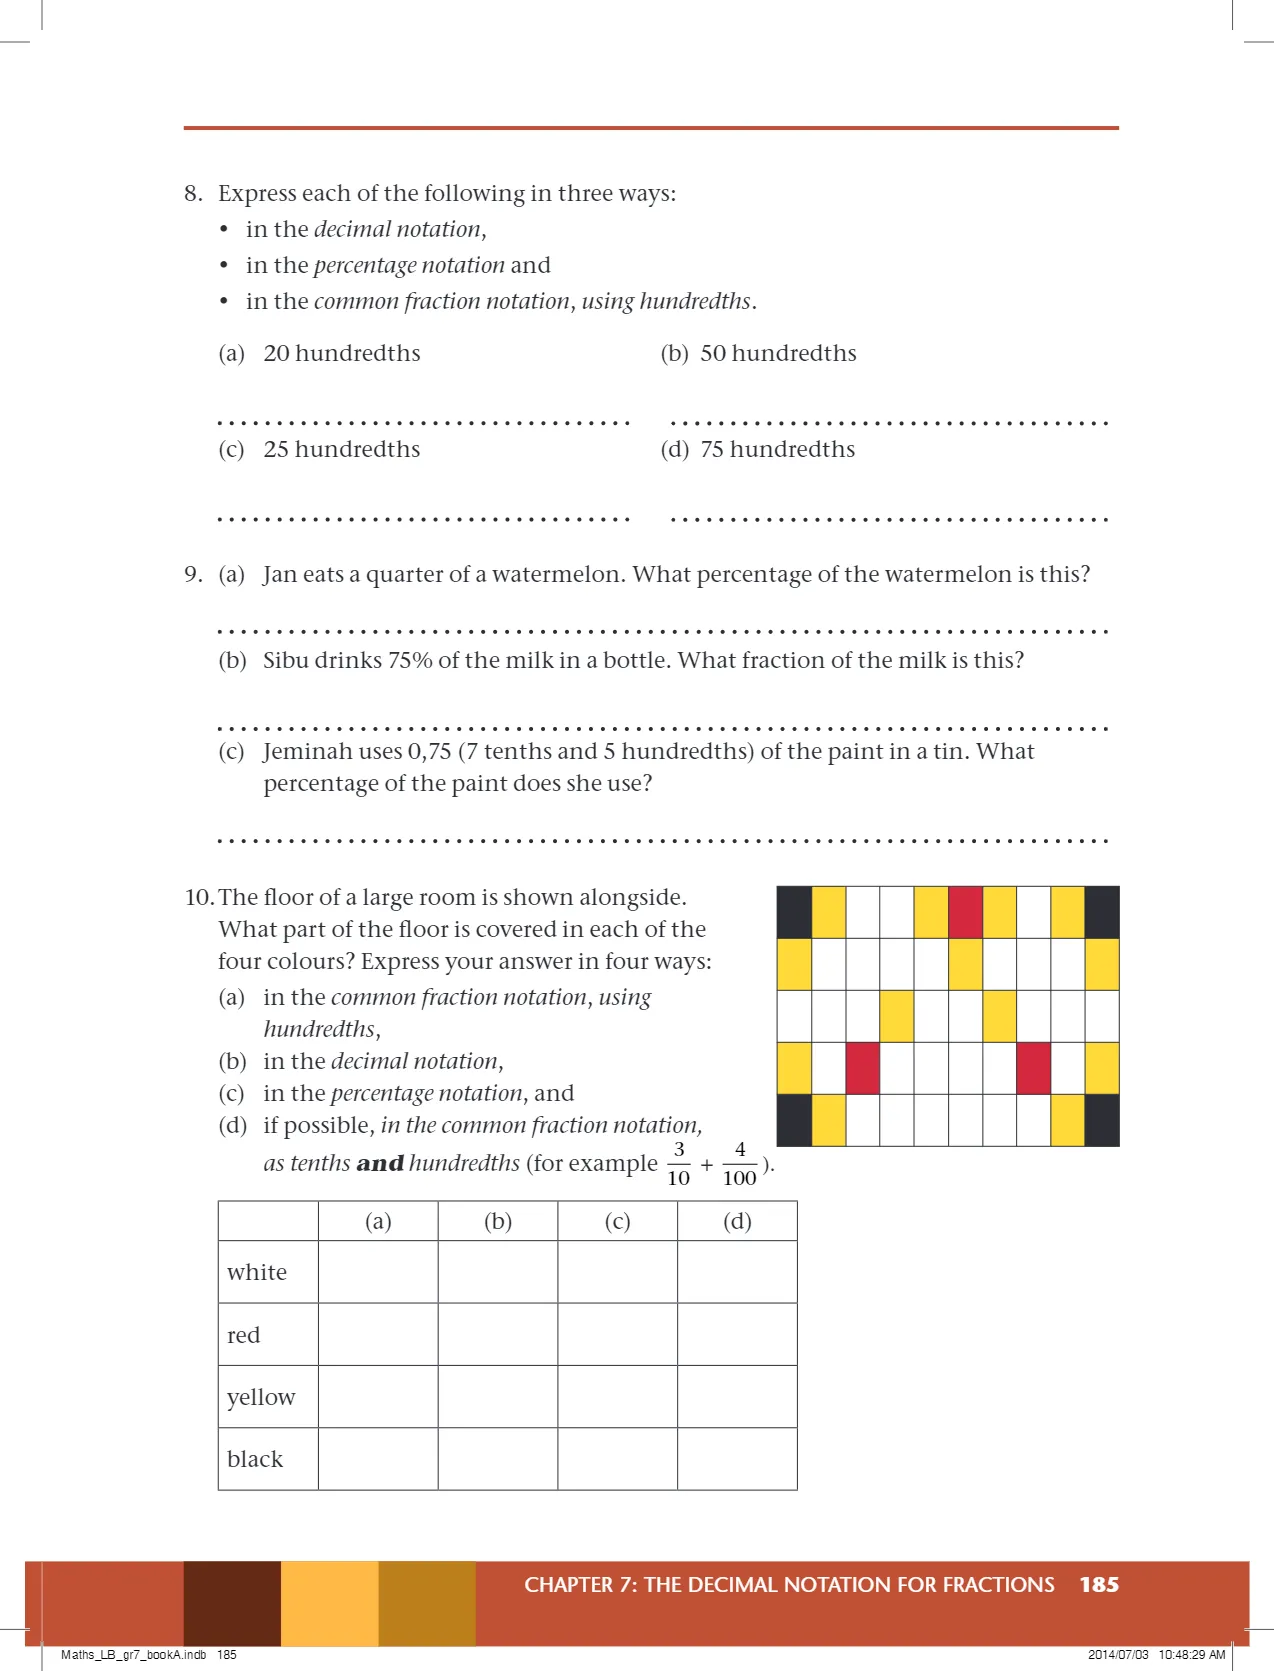 8. Express each of the following in three ways:
• in the decimal notation,
• in the percentage notation and
• in the common fraction notation, using hundredths.
(a) 20 hundredths (b) 50 hundredths
(c) 25 hundredths (d) 75 hundredths
9. (a) Jan eats a quarter of a watermelon. What percentage of the watermelon is this?
(b) Sibu drinks 75% of the milk in a bottle. What fraction of the milk is this?
(c) Jeminah uses 0,75 (7 tenths and 5 hundredths) of the paint in a tin. What
percentage of the paint does she use?
10. The floor of a large room is shown alongside.
What part of the floor is covered in each of the
four colours? Express your answer in four ways:
(a) in the common fraction notation, using
hundredths,
(b) in the decimal notation,
(c) in the percentage notation, and
(d) if possible, in the common fraction notation,
as tenths and hundredths (for example 3/10 + 4/100).
(a) (b) (c) (d)
white
red
yellow
black
CHAPTER 7: THE DECIMAL NOTATION FOR FRACTIONS 185
Maths_LB_gr7_bookA.indb 185 2014/07/03 10:48:29 AM